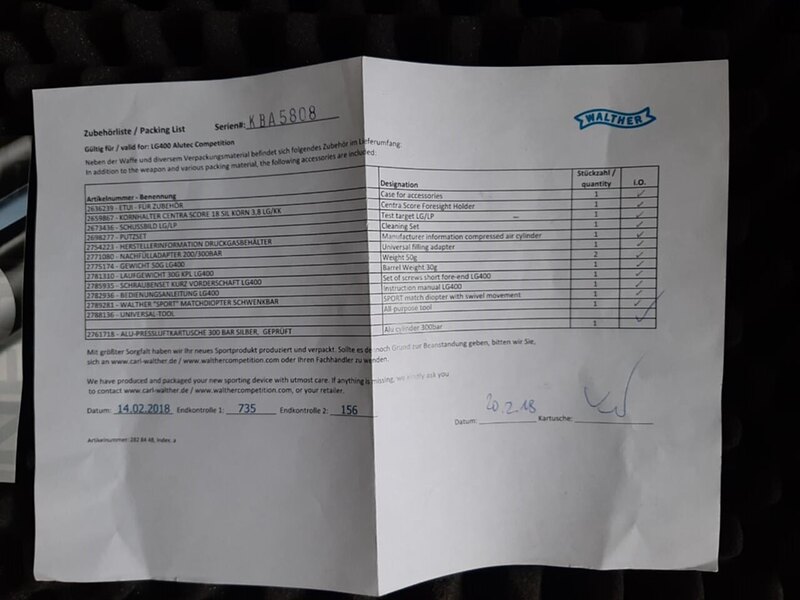 WALTHER
Zubehörliste / Packing List Serien#: KBA5808
Gültig für / valid for: LG400 Alutec Competition
Neben der Waffe und diversem Verpackungsmaterial befindet sich folgendes Zubehör im Lieferumfang:
In addition to the weapon and various packing material, the following accessories are included:
Artikelnummer - Benennung Designation Stückzahl / quantity i.O.
2636239 - ETUI - FÜR ZUBEHÖR Case for accessories 1 ✓
2659867 - KORNHALTER CENTRA SCORE 18 SIL KORN 3,8 LG/KK Centra Score Foresight Holder 1 ✓
2673436 - SCHUSSBILD LG/LP Test target LG/LP 1 ✓
2698277 - PUTZSET Cleaning Set 1 ✓
2754223 - HERSTELLERINFORMATION DRUCKGASBEHÄLTER Manufacturer information compressed air cylinder 1 ✓
2771080 - NACHFÜLLADAPTER 200/300BAR Universal filling adapter 1 ✓
2775174 - GEWICHT 50G LG400 Weight 50g 2 ✓
2781310 - LAUFGEWICHT 30G KPL LG400 Barrel Weight 30g 1 ✓
2785935 - SCHRAUBENSET KURZ VORDERSCHAFT LG400 Set of screws short fore-end LG400 1 ✓
2782936 - BEDIENUNGSANLEITUNG LG400 Instruction manual LG400 1 ✓
2789281 - WALTHER "SPORT" MATCHDIOPTER SCHWENKBAR SPORT match diopter with swivel movement 1 ✓
2788136 - UNIVERSAL-TOOL All-purpose tool 1 ✓
2761718 - ALU-PRESSLUFTKARTUSCHE 300 BAR SILBER, GEPRÜFT Alu cylinder 300bar 1 ✓
Mit größter Sorgfalt haben wir Ihr neues Sportprodukt produziert und verpackt. Sollte es dennoch Grund zur Beanstandung geben, bitten wir Sie,
sich an www.carl-walther.de / www.walthercompetition.com oder Ihren Fachhändler zu wenden.
We have produced and packaged your new sporting device with utmost care. If anything is missing, we kindly ask you
to contact www.carl-walther.de / www.walthercompetition.com, or your retailer.
Datum: 14.02.2018 Endkontrolle 1: 735 Endkontrolle 2: 156
Datum: 20.2.18 Kartusche:
Artikelnummer: 282 84 48, Index. a